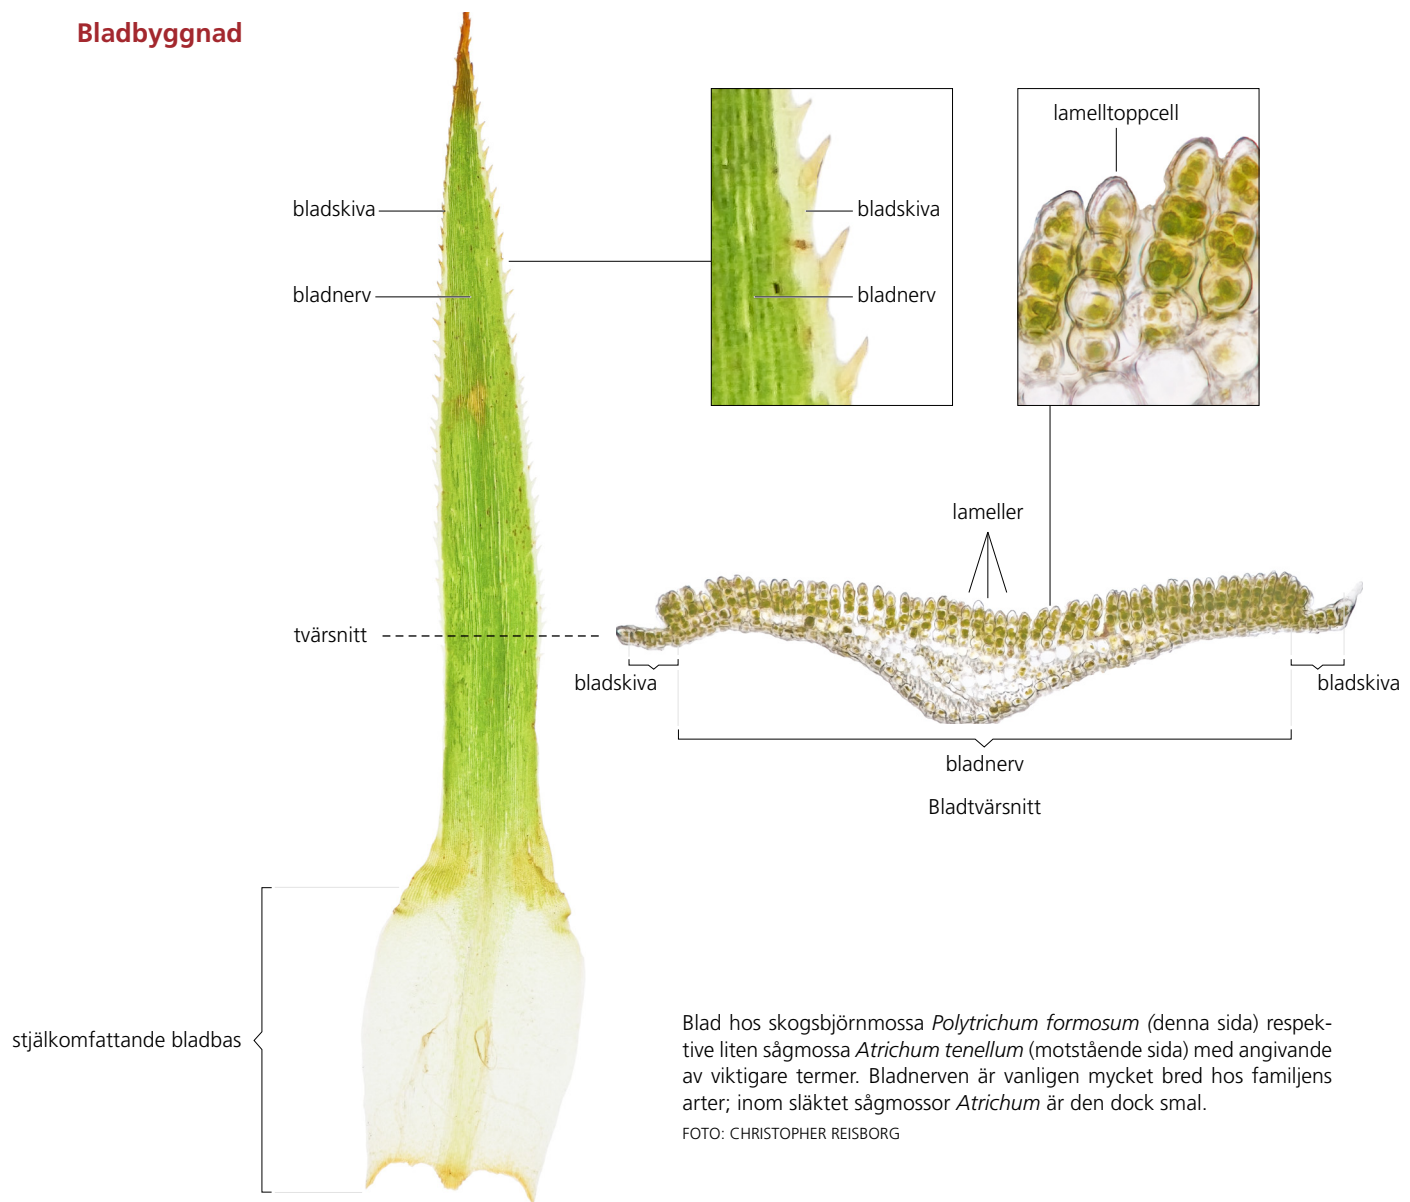 Bladbyggnad
lamelltoppcell
bladskiva
bladskiva
bladnerv
bladnerv
lameller
tvärsnitt
bladskiva
bladskiva
bladnerv
Bladtvärsnitt
stjälkomfattande bladbas
Blad hos skogsbjörnmossa Polytrichum formosum (denna sida) respek-
tive liten sågmossa Atrichum tenellum (motstående sida) med angivande
av viktigare termer. Bladnerven är vanligen mycket bred hos familjens
arter; inom släktet sågmossor Atrichum är den dock smal.
FOTO: CHRISTOPHER REISBORG